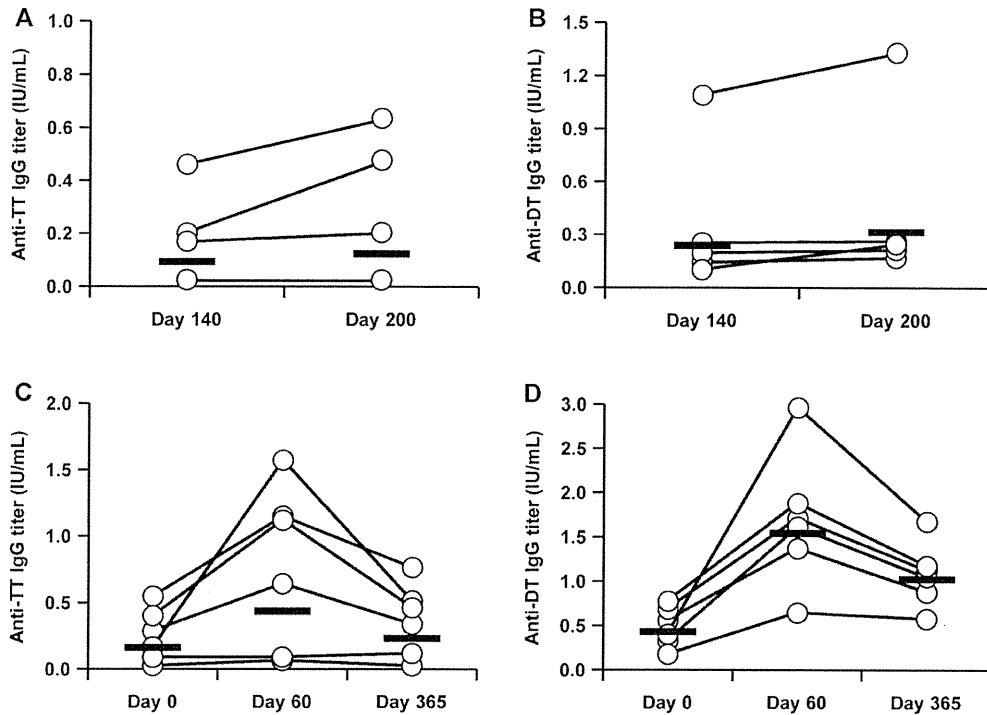 A
Anti-TT IgG titer (IU/mL)
1.0
0.8
0.6
0.4
0.2
0.0
Day 140
Day 200
B
Anti-DT IgG titer (IU/mL)
1.5
1.2
0.9
0.6
0.3
0.0
Day 140
Day 200
C
Anti-TT IgG titer (IU/mL)
2.0
1.5
1.0
0.5
0.0
Day 0
Day 60
Day 365
D
Anti-DT IgG titer (IU/mL)
3.0
2.5
2.0
1.5
1.0
0.5
0.0
Day 0
Day 60
Day 365